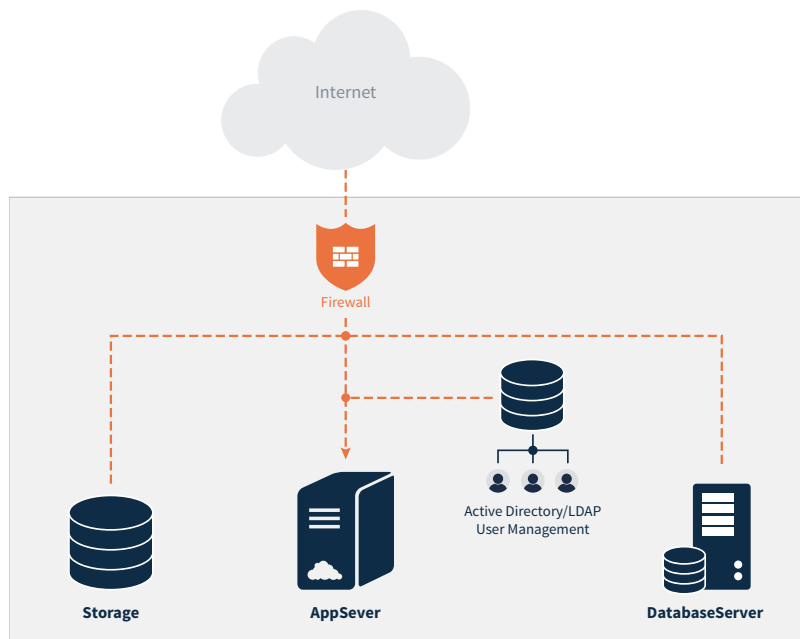 Internet
Firewall
Active Directory/LDAP
User Management
Storage
AppSever
DatabaseServer